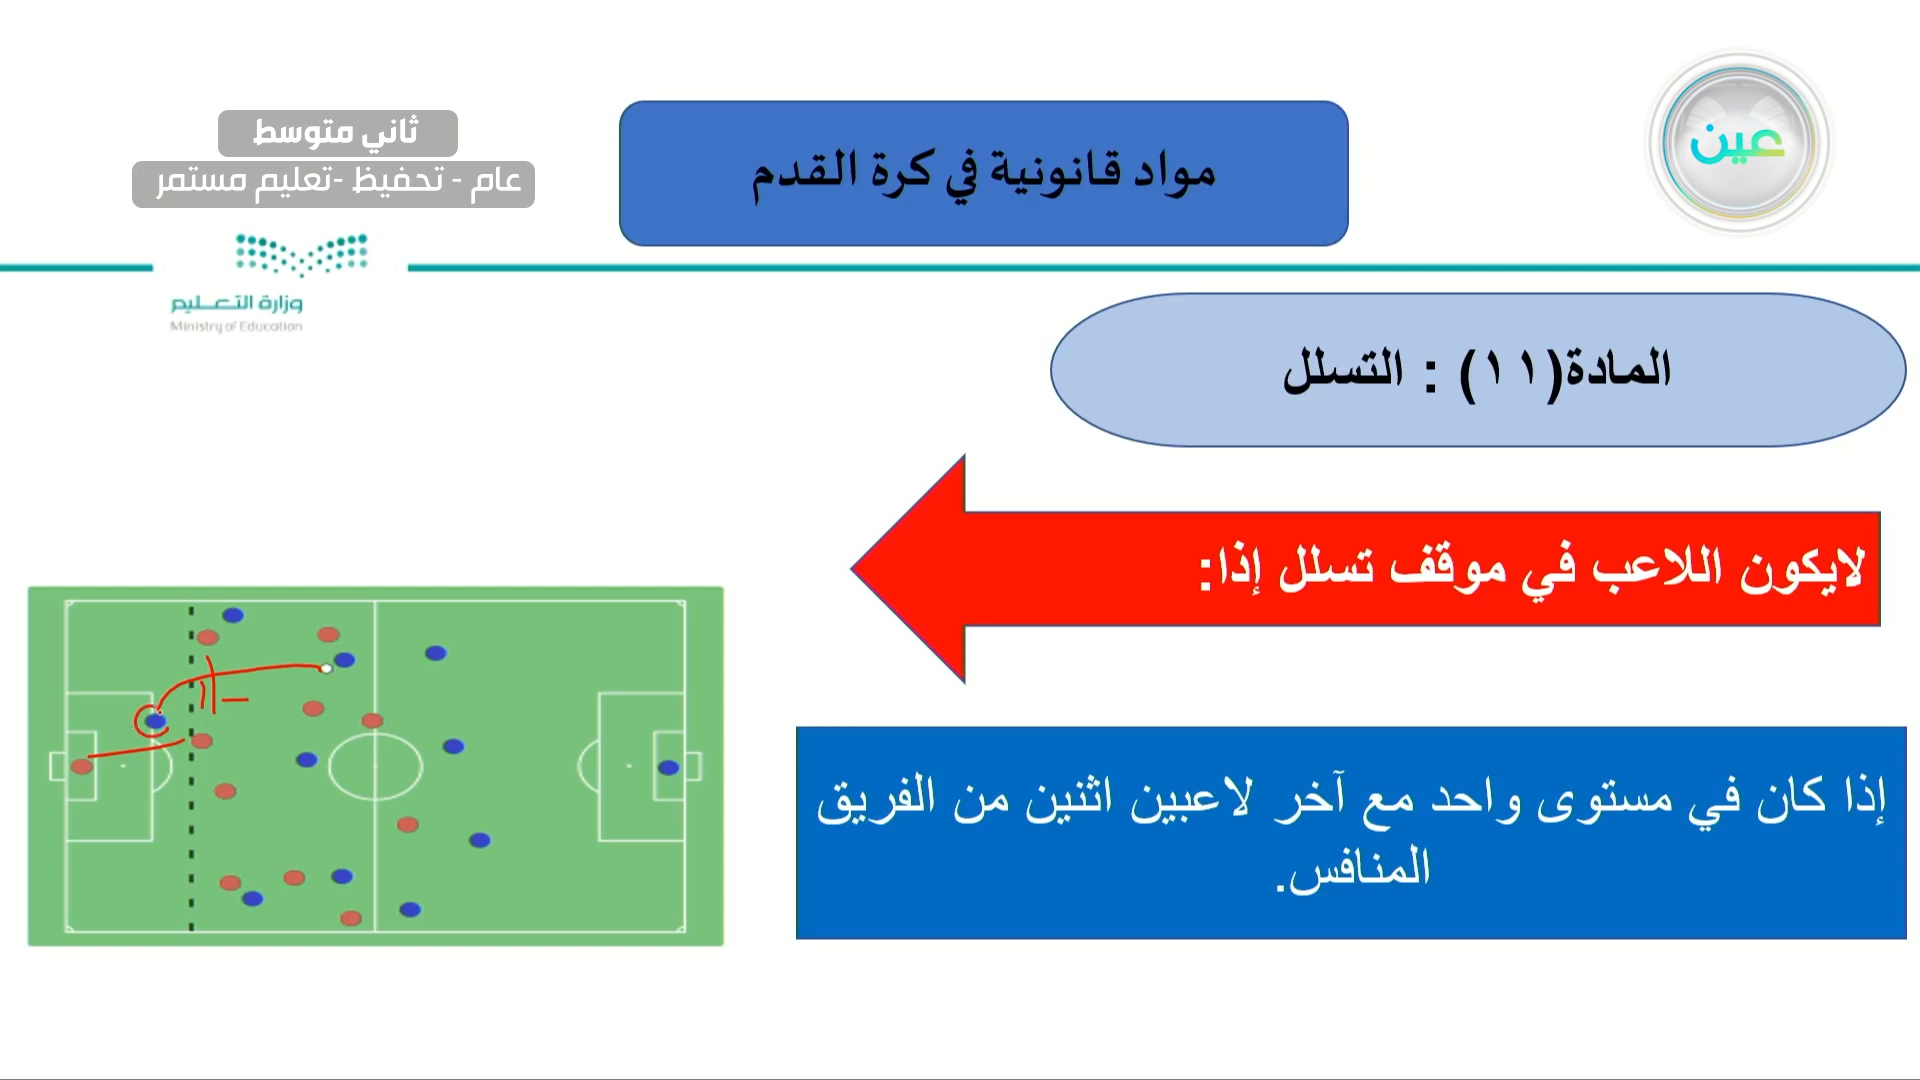 عين
مواد قانونية في كرة القدم
ثاني متوسط
عام - تحفيظ -تعليم مستمر
وزارة التعليم
Ministry of Education
المادة(١١) : التسلل
لايكون اللاعب في موقف تسلل إذا:
إذا كان في مستوى واحد مع آخر لاعبين اثنين من الفريق
المنافس.